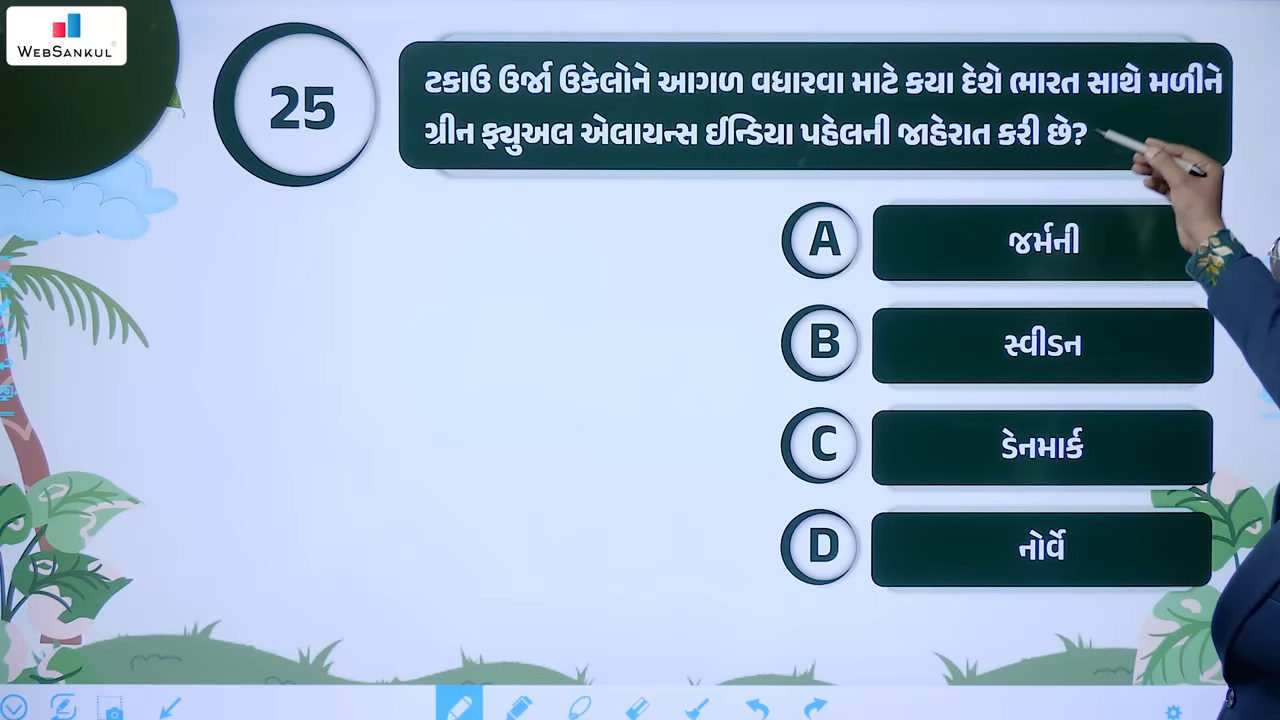 WEBSANKUL
25
ટકાઉ ઉર્જા ઉકેલોને આગળ વધારવા માટે કયા દેશે ભારત સાથે મળીને
ગ્રીન ફ્યુઅલ એલાયન્સ ઈન્ડિયા પહેલની જાહેરાત કરી છે?
A જર્મની
B સ્વીડન
C ડેનમાર્ક
D નોર્વે